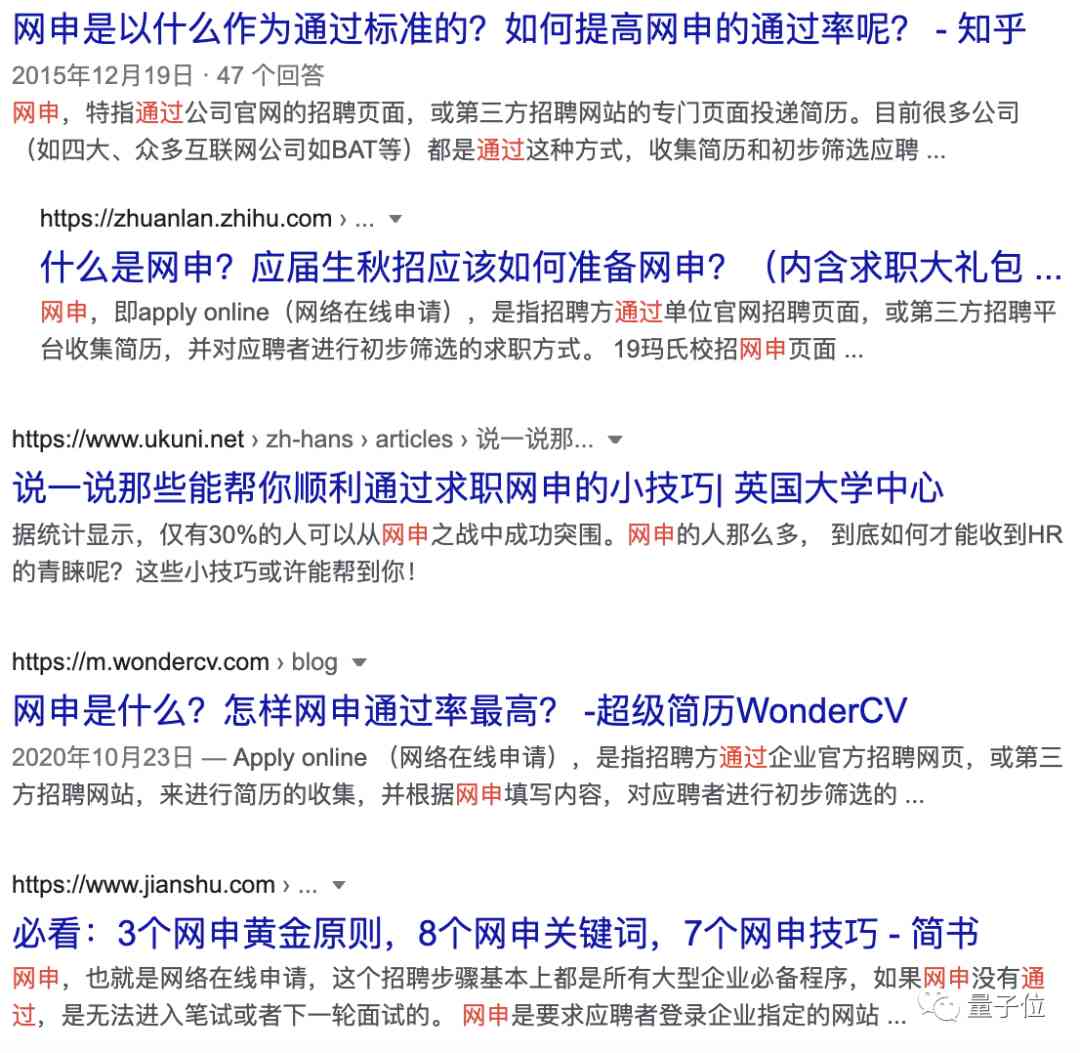 网申是以什么作为通过标准的？如何提高网申的通过率呢？ - 知乎
2015年12月19日 · 47 个回答
网申，特指通过公司官网的招聘页面，或第三方招聘网站的专门页面投递简历。目前很多公司
（如四大、众多互联网公司如BAT等）都是通过这种方式，收集简历和初步筛选应聘 ...
https://zhuanlan.zhihu.com › ...
什么是网申？应届生秋招应该如何准备网申？（内含求职大礼包 ...
网申，即apply online（网络在线申请），是指招聘方通过单位官网招聘页面，或第三方招聘平
台收集简历，并对应聘者进行初步筛选的求职方式。 19玛氏校招网申页面 ...
https://www.ukuni.net › zh-hans › articles › 说一说那...
说一说那些能帮你顺利通过求职网申的小技巧| 英国大学中心
据统计显示，仅有30%的人可以从网申之战中成功突围。网申的人那么多， 到底如何才能收到HR
的青睐呢？这些小技巧或许能帮到你！
https://m.wondercv.com › blog
网申是什么？怎样网申通过率最高？ -超级简历WonderCV
2020年10月23日 — Apply online （网络在线申请），是指招聘方通过企业官方招聘网页，或第三
方招聘网站，来进行简历的收集，并根据网申填写内容，对应聘者进行初步筛选的 ...
https://www.jianshu.com › ...
必看：3个网申黄金原则，8个网申关键词，7个网申技巧 - 简书
网申，也就是网络在线申请，这个招聘步骤基本上都是所有大型企业必备程序，如果网申没有通
过，是无法进入笔试或者下一轮面试的。 网申是要求应聘者登录企业指定的网站 ...
量子位